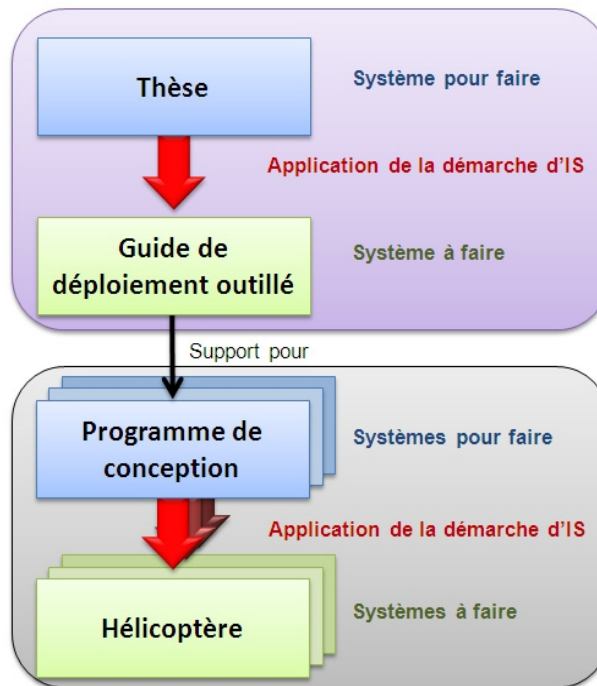 Thèse
Système pour faire
Application de la démarche d'IS
Guide de
déploiement outillé
Système à faire
Support pour
Programme de
conception
Systèmes pour faire
Application de la démarche d'IS
Hélicoptère
Systèmes à faire